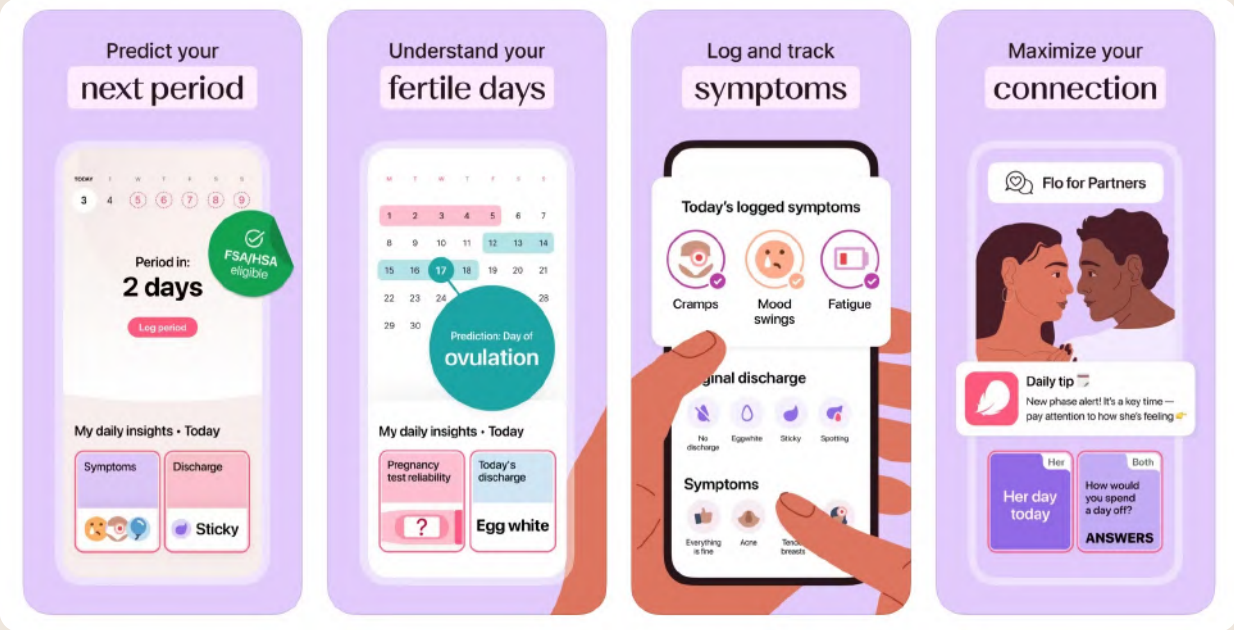 Predict your
next period
TODAY T W T F S S
3 4 5 6 7 8 9
FSA/HSA
eligible
Period in:
2 days
Log period
My daily insights • Today
Symptoms
Discharge
Sticky
Understand your
fertile days
M T W T F S S
1 2 3 4 5 6 7
8 9 10 11 12 13 14
15 16 17 18 19 20 21
22 23 24 28
29 30
Prediction: Day of
ovulation
My daily insights • Today
Pregnancy
test reliability
?
Today's
discharge
Egg white
Log and track
symptoms
Today's logged symptoms
Cramps
Mood
swings
Fatigue
ginal discharge
No
discharge
Eggwhite
Sticky
Spotting
Symptoms
Everything
is fine
Acne
Tend
breasts
Maximize your
connection
Flo for Partners
Daily tip
New phase alert! It's a key time —
pay attention to how she's feeling
Her
Her day
today
Both
How would
you spend
a day off?
ANSWERS